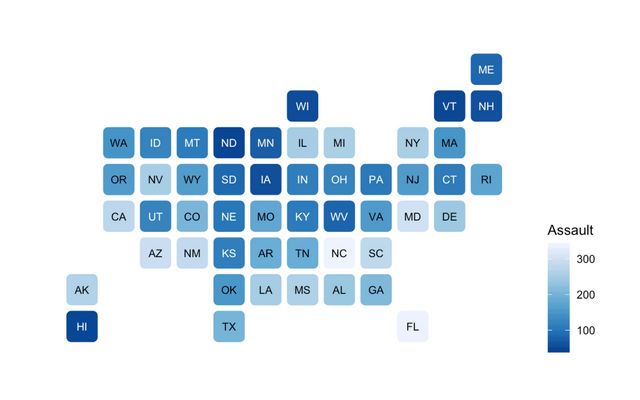 ME
WI VT NH
WA ID MT ND MN IL MI NY MA
OR NV WY SD IA IN OH PA NJ CT RI
CA UT CO NE MO KY WV VA MD DE
AZ NM KS AR TN NC SC
AK OK LA MS AL GA
HI TX FL
Assault
300
200
100